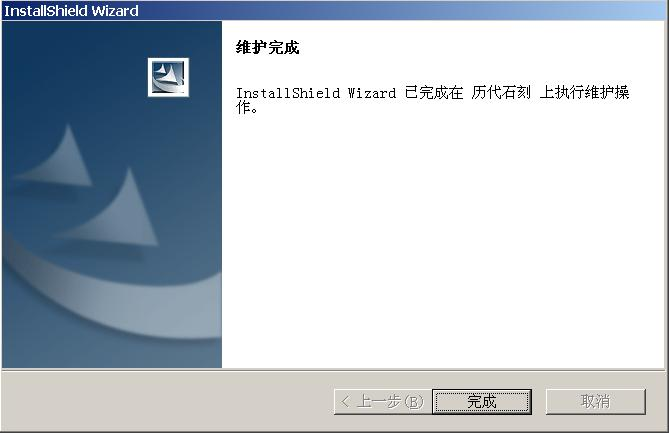 InstallShield Wizard
维护完成
InstallShield Wizard 已完成在 历代石刻 上执行维护操
作。
< 上一步(B)
完成
取消